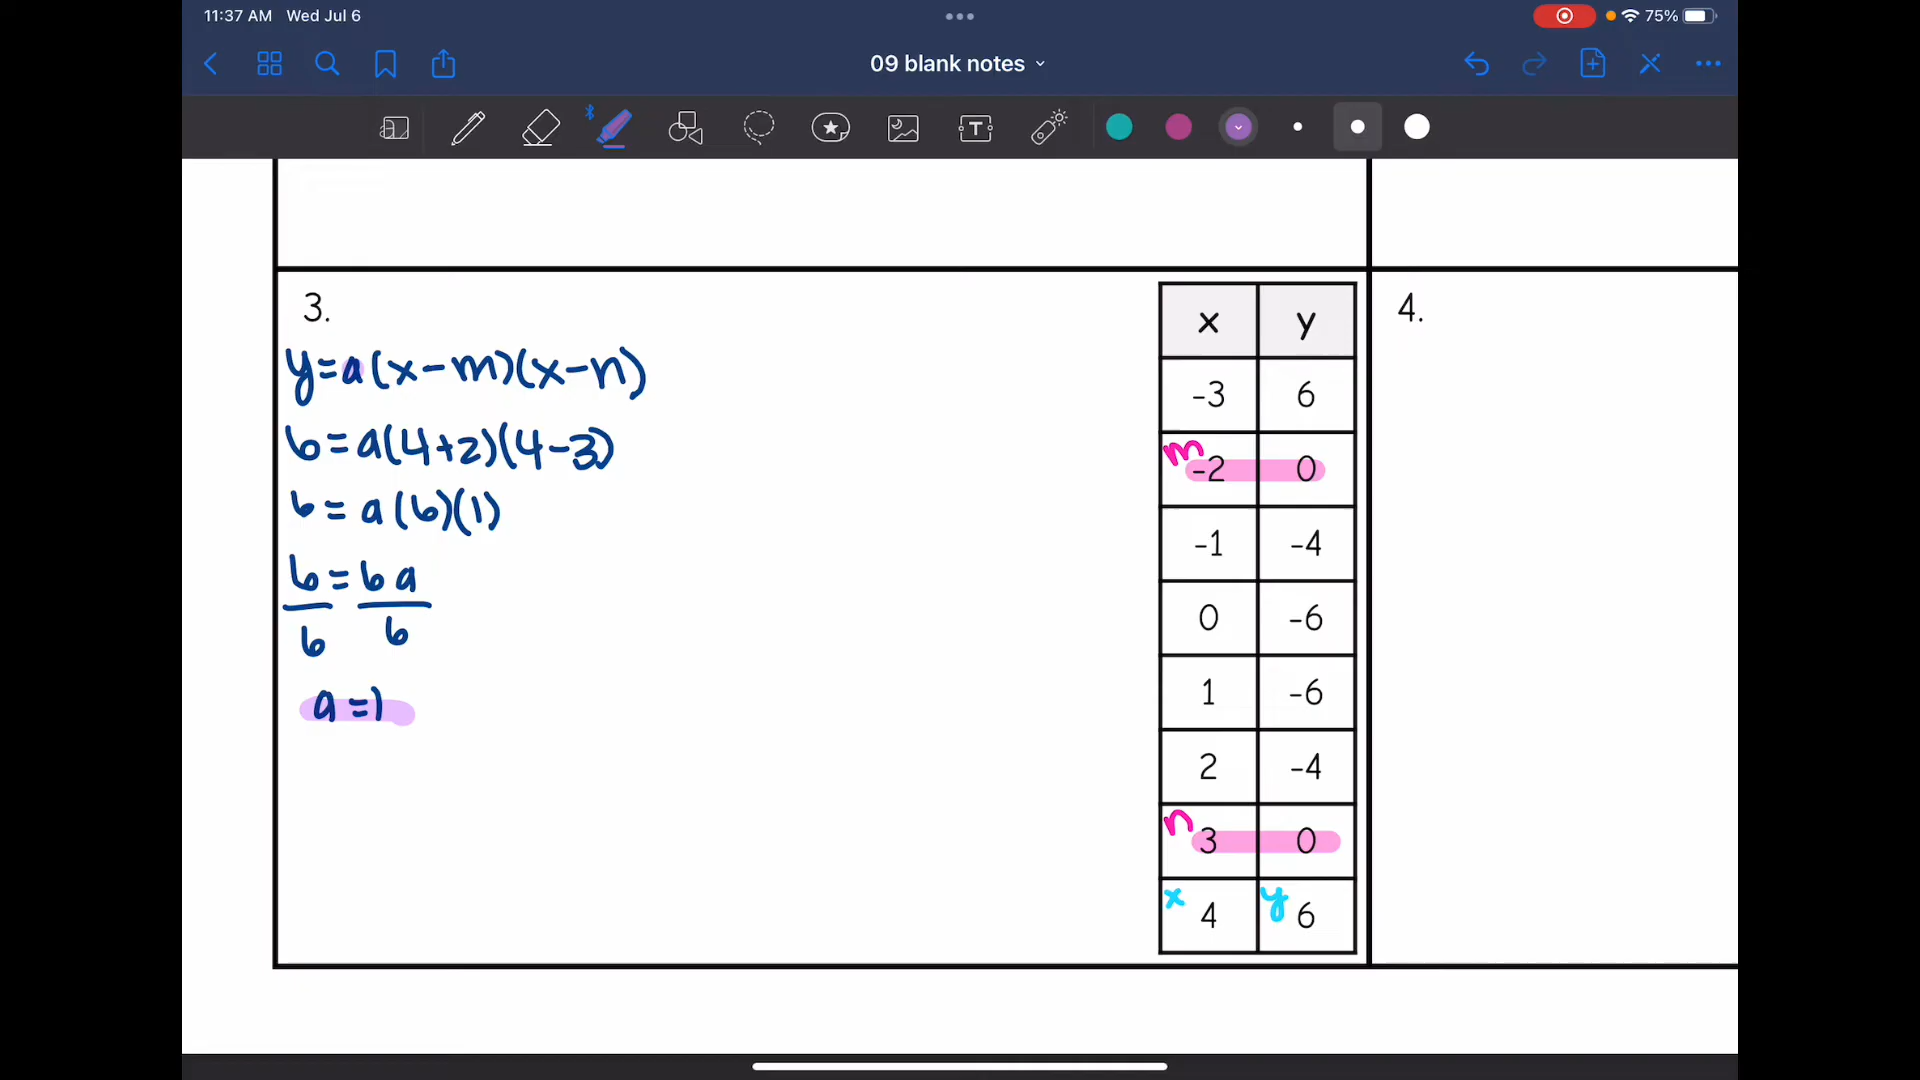 11:37 AM Wed Jul 6
75%
09 blank notes
T
3.
y=a(x-m)(x-n)
6=a(4+2)(4-3)
6=a(6)(1)
6=6a
6 6
a=1
x y
-3 6
m -2 0
-1 -4
0 -6
1 -6
2 -4
n 3 0
x 4 y 6
4.